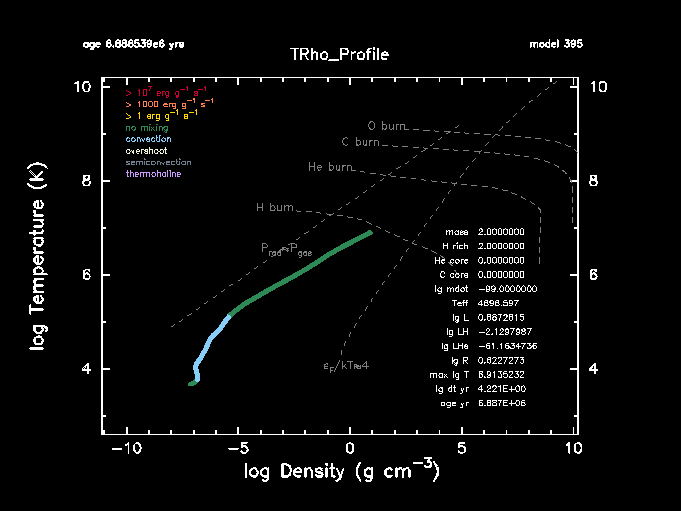 age 6.886539e6 yrs
model 395
TRho_Profile
> 10^7 erg g^-1 s^-1
> 1000 erg g^-1 s^-1
> 1 erg g^-1 s^-1
no mixing
convection
overshoot
semiconvection
thermohaline
O burn
C burn
He burn
H burn
P_rad≈P_gas
ε_F/kT≈4
mass 2.0000000
H rich 2.0000000
He core 0.0000000
C core 0.0000000
lg mdot −99.0000000
Teff 4898.597
lg L 0.8872815
lg LH −2.1297987
lg LHe −61.1634736
lg R 0.6227273
max lg T 6.9135232
lg dt yr 4.221E+00
age yr 6.887E+06
10
8
6
4
10
8
6
4
−10
−5
0
5
10
log Temperature (K)
log Density (g cm^−3)